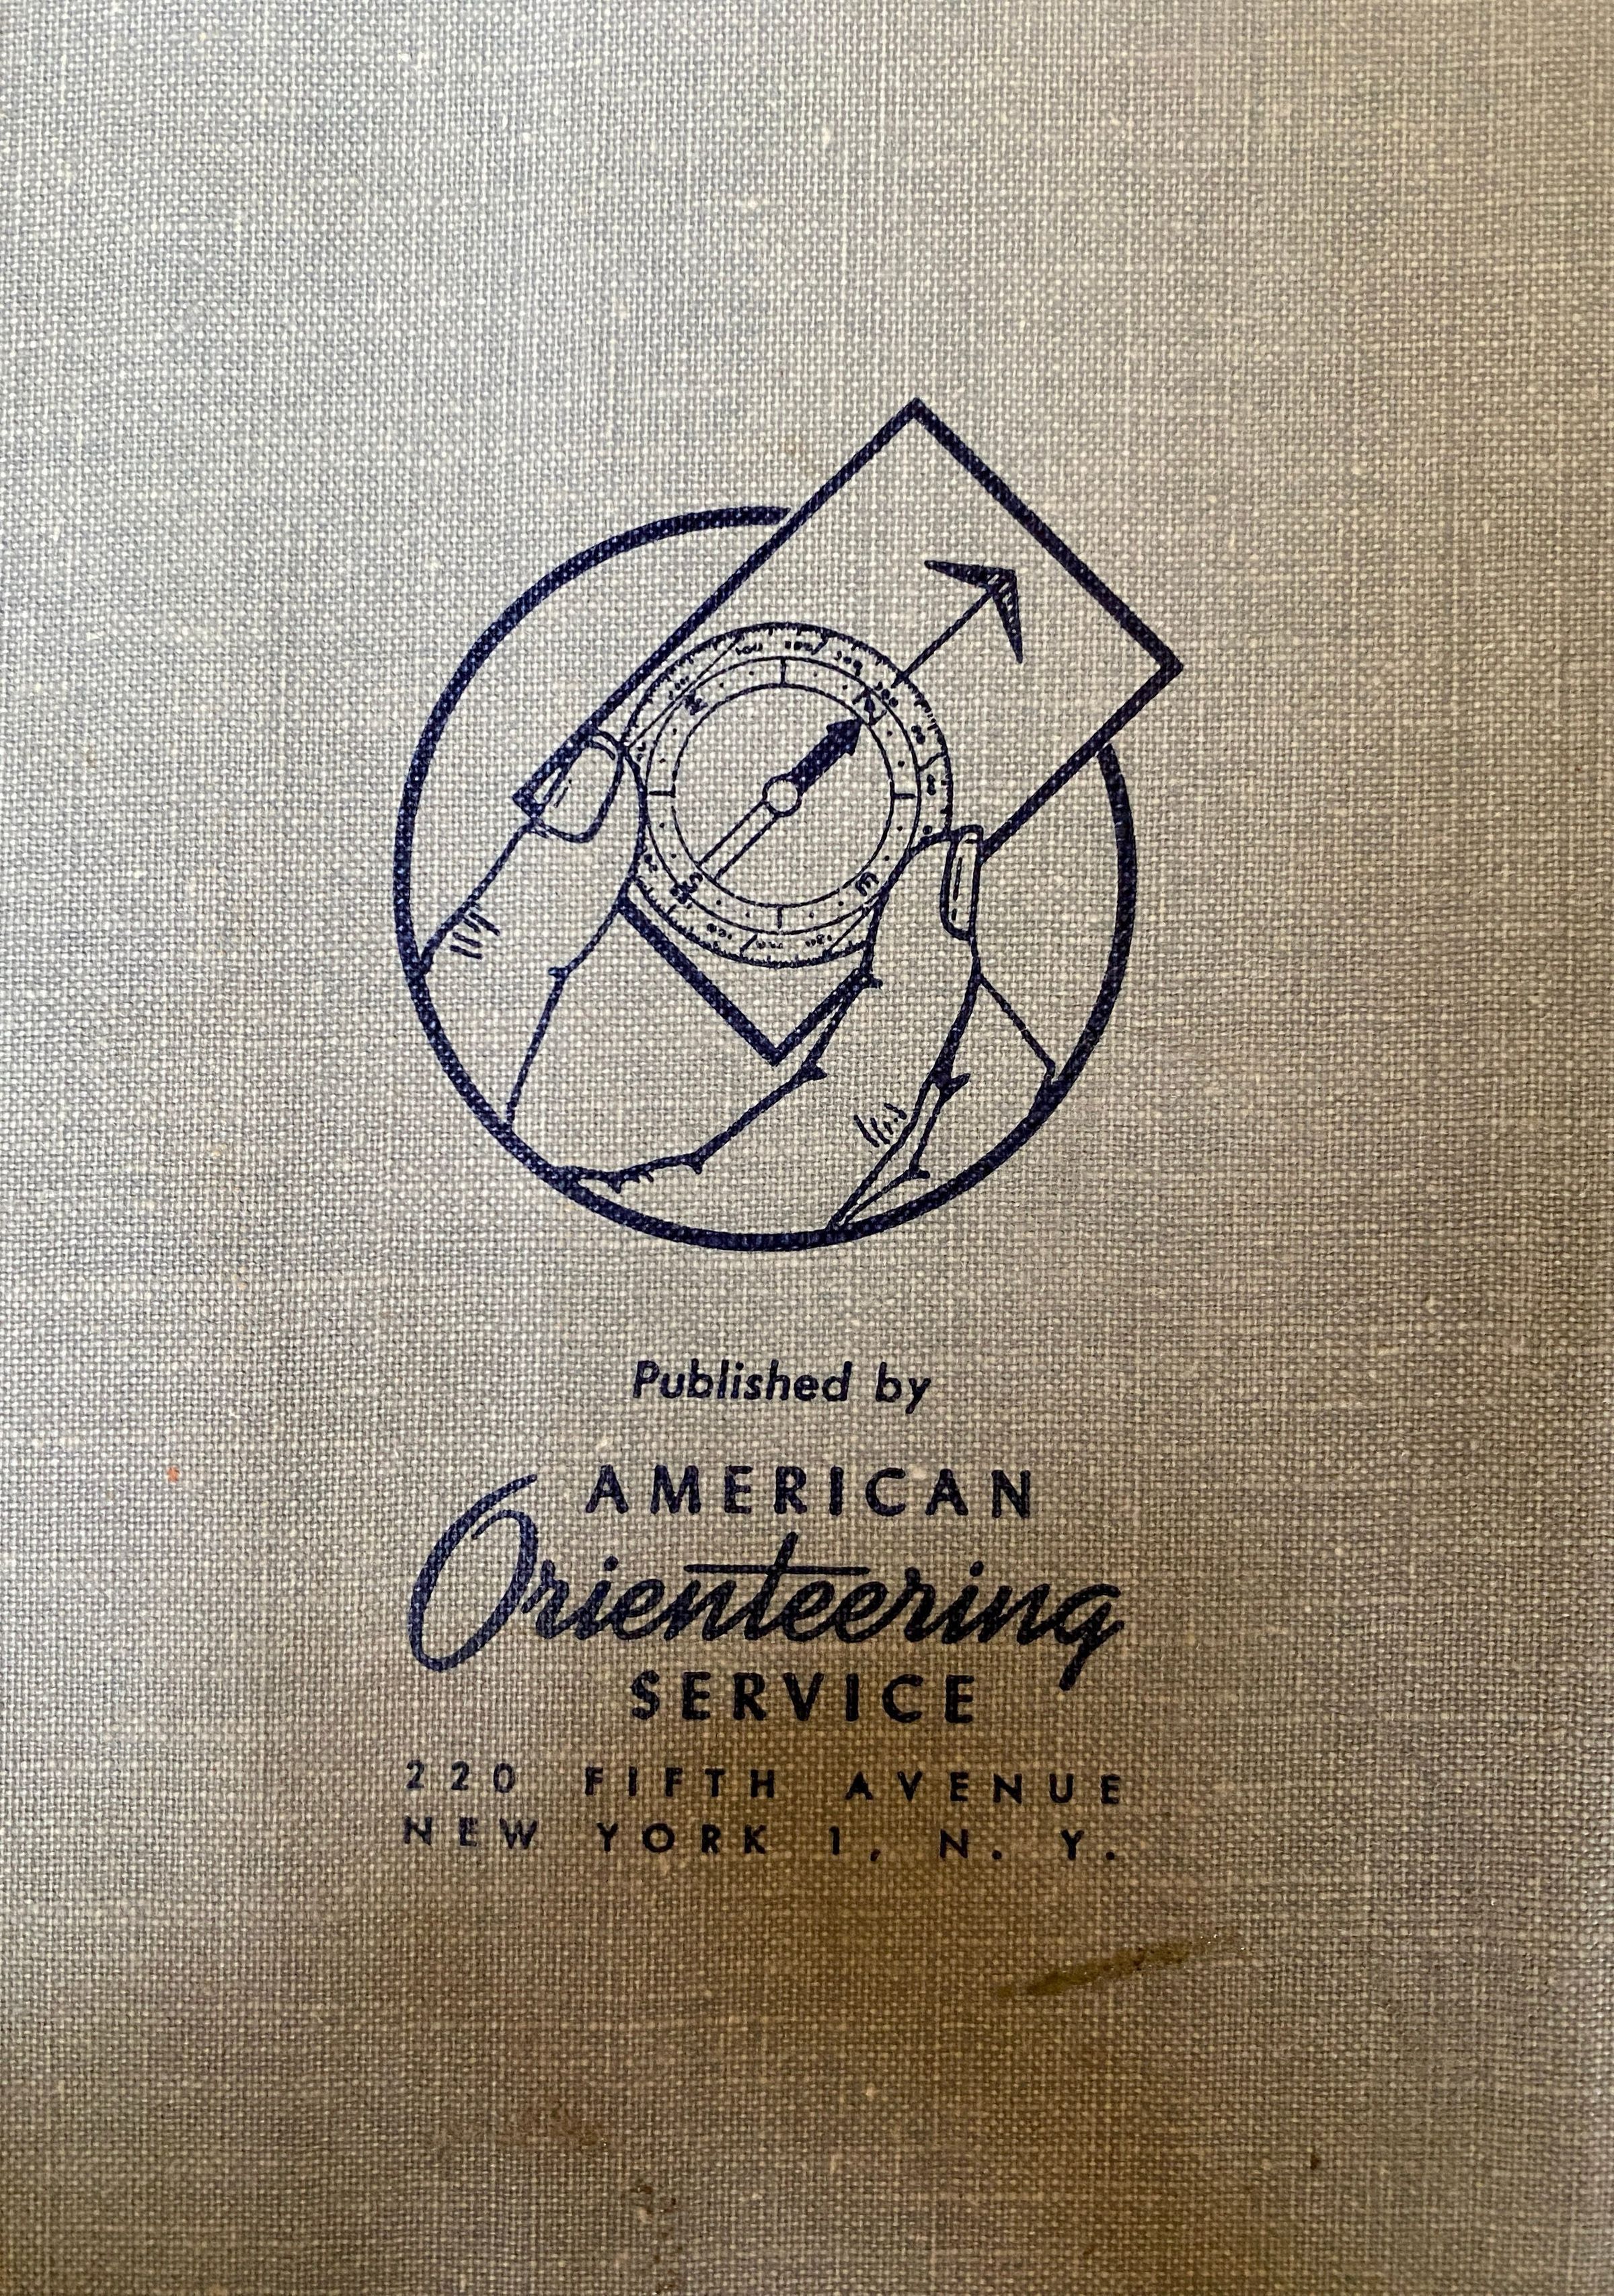 N
W
S
E
Published by
AMERICAN
Orienteering
SERVICE
220 FIFTH AVENUE
NEW YORK 1, N. Y.